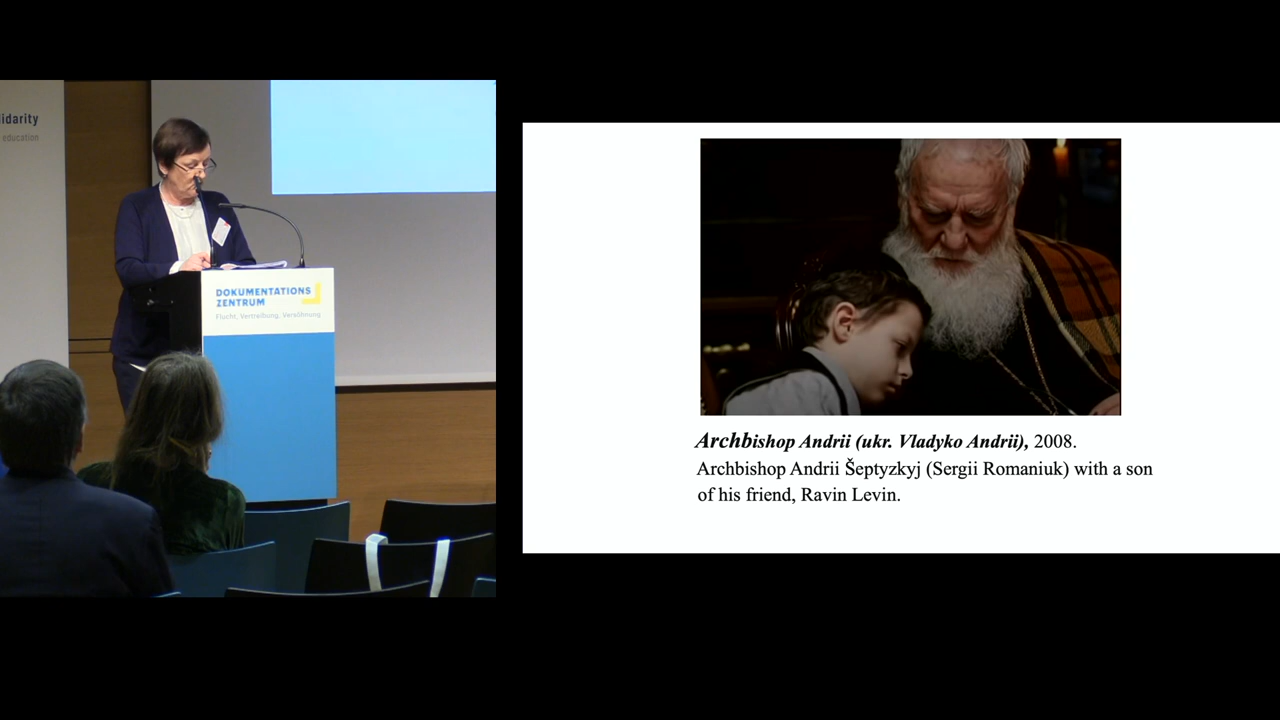 lidarity
education
DOKUMENTATIONS
ZENTRUM
Flucht, Vertreibung, Versöhnung
Archbishop Andrii (ukr. Vladyko Andrii), 2008.
Archbishop Andrii Šeptyzkyj (Sergii Romaniuk) with a son
of his friend, Ravin Levin.